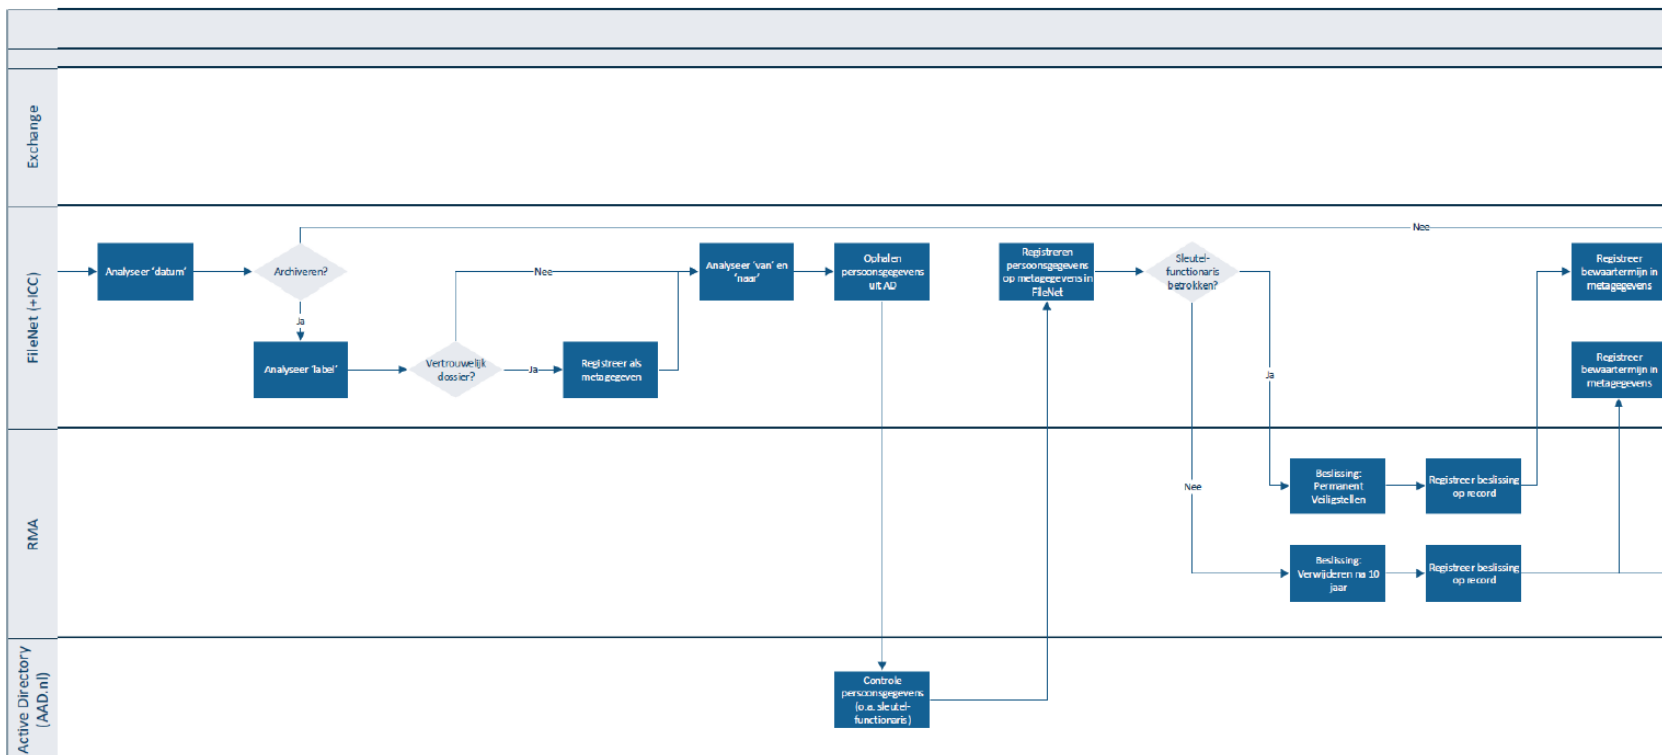 Exchange
FileNet (+ICC)
Nee
Analyseer 'datum'
Archiveren?
Ja
Analyseer 'label'
Vertrouwelijk
dossier?
Nee
Ja
Registreer als
metagegeven
Analyseer 'van' en
'naar'
Ophalen
persoonsgegevens
uit AD
Registreren
persoonsgegevens
op metagegevens in
FileNet
Sleutel-
functionaris
betrokken?
Ja
Nee
Registreer
bewaartermijn in
metagegevens
Registreer
bewaartermijn in
metagegevens
RMA
Beslissing:
Permanent
Veiligstellen
Registreer beslissing
op record
Beslissing:
Verwijderen na 10
jaar
Registreer beslissing
op record
Active Directory
(AAD.nl)
Controle
persoonsgegevens
(o.a. sleutel-
functionaris)